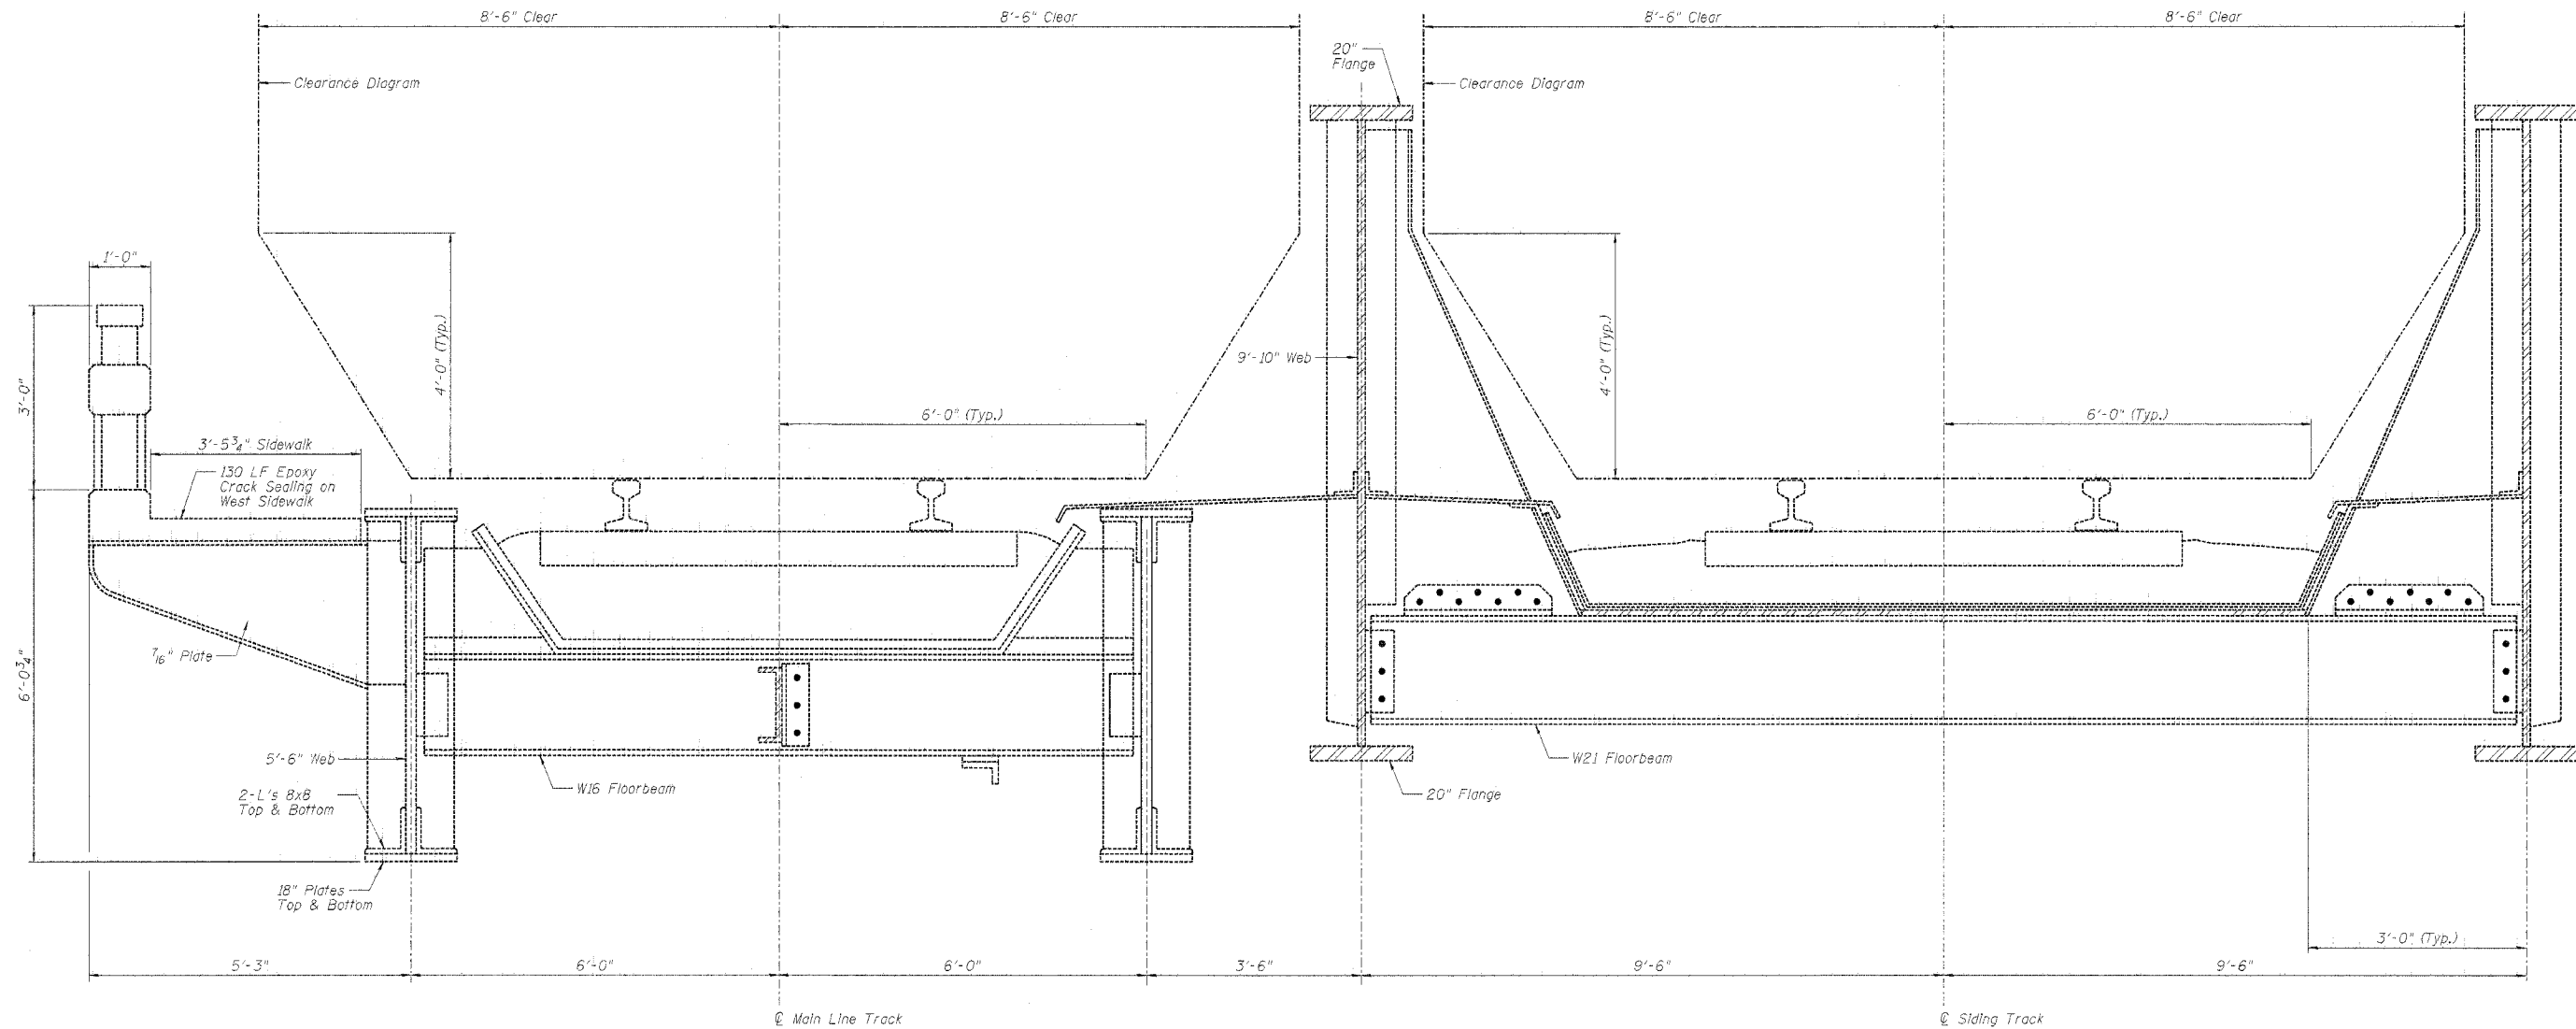 8'-6" Clear
8'-6" Clear
8'-6" Clear
8'-6" Clear
20"
Flange
Clearance Diagram
Clearance Diagram
1'-0"
4'-0" (Typ.)
4'-0" (Typ.)
9'-10" Web
3'-0"
6'-0" (Typ.)
6'-0" (Typ.)
3'-5 3/4" Sidewalk
130 LF Epoxy
Crack Sealing on
West Sidewalk
7/16" Plate
6'-0 3/4"
5'-6" Web
W16 Floorbeam
W21 Floorbeam
2-L's 8x8
Top & Bottom
20" Flange
18" Plates
Top & Bottom
3'-0" (Typ.)
5'-3"
6'-0"
6'-0"
3'-6"
9'-6"
9'-6"
℄ Main Line Track
℄ Siding Track